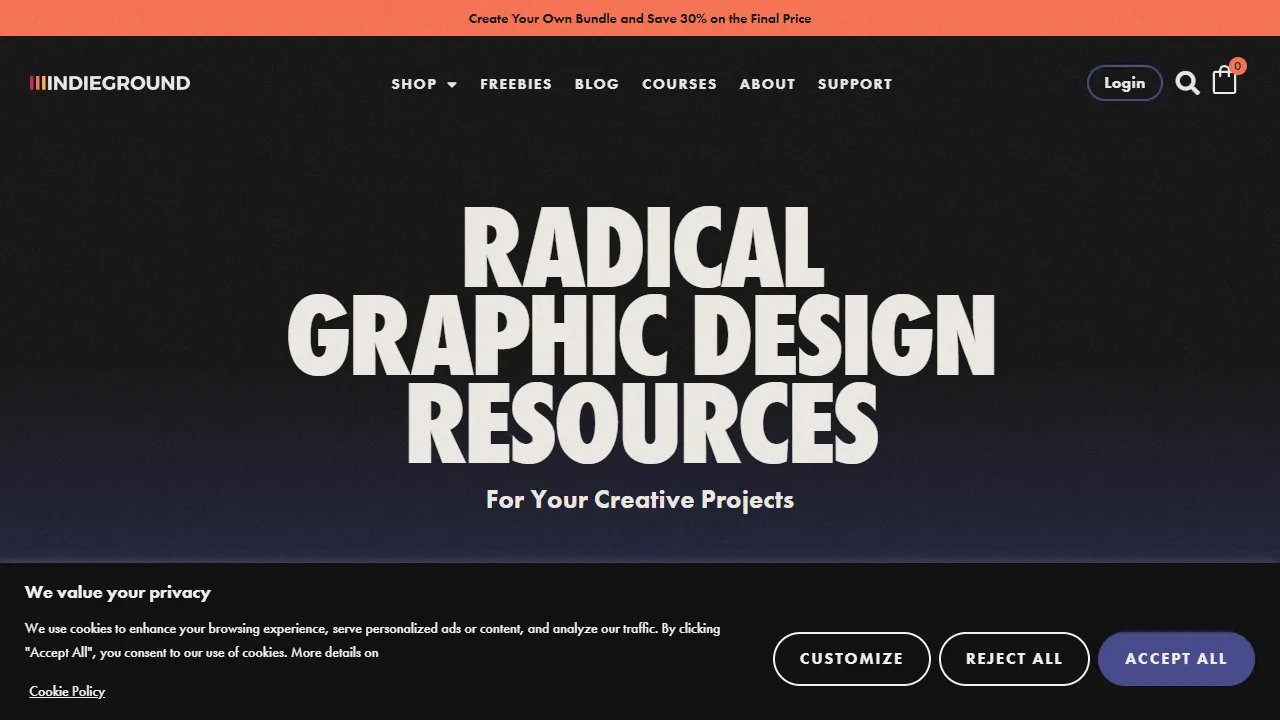 Create Your Own Bundle and Save 30% on the Final Price
INDIEGROUND
SHOP
FREEBIES
BLOG
COURSES
ABOUT
SUPPORT
Login
0
RADICAL
GRAPHIC DESIGN
RESOURCES
For Your Creative Projects
We value your privacy
We use cookies to enhance your browsing experience, serve personalized ads or content, and analyze our traffic. By clicking
"Accept All", you consent to our use of cookies. More details on
Cookie Policy
CUSTOMIZE
REJECT ALL
ACCEPT ALL